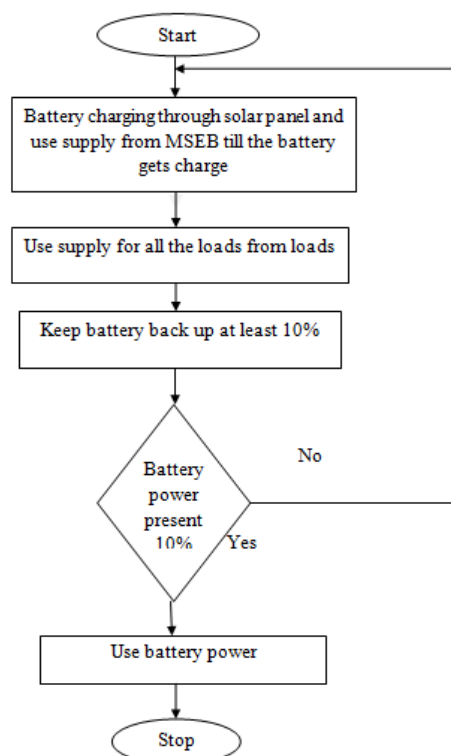 Start
Battery charging through solar panel and
use supply from MSEB till the battery
gets charge
Use supply for all the loads from loads
Keep battery back up at least 10%
No
Battery
power
present
10%
Yes
Use battery power
Stop